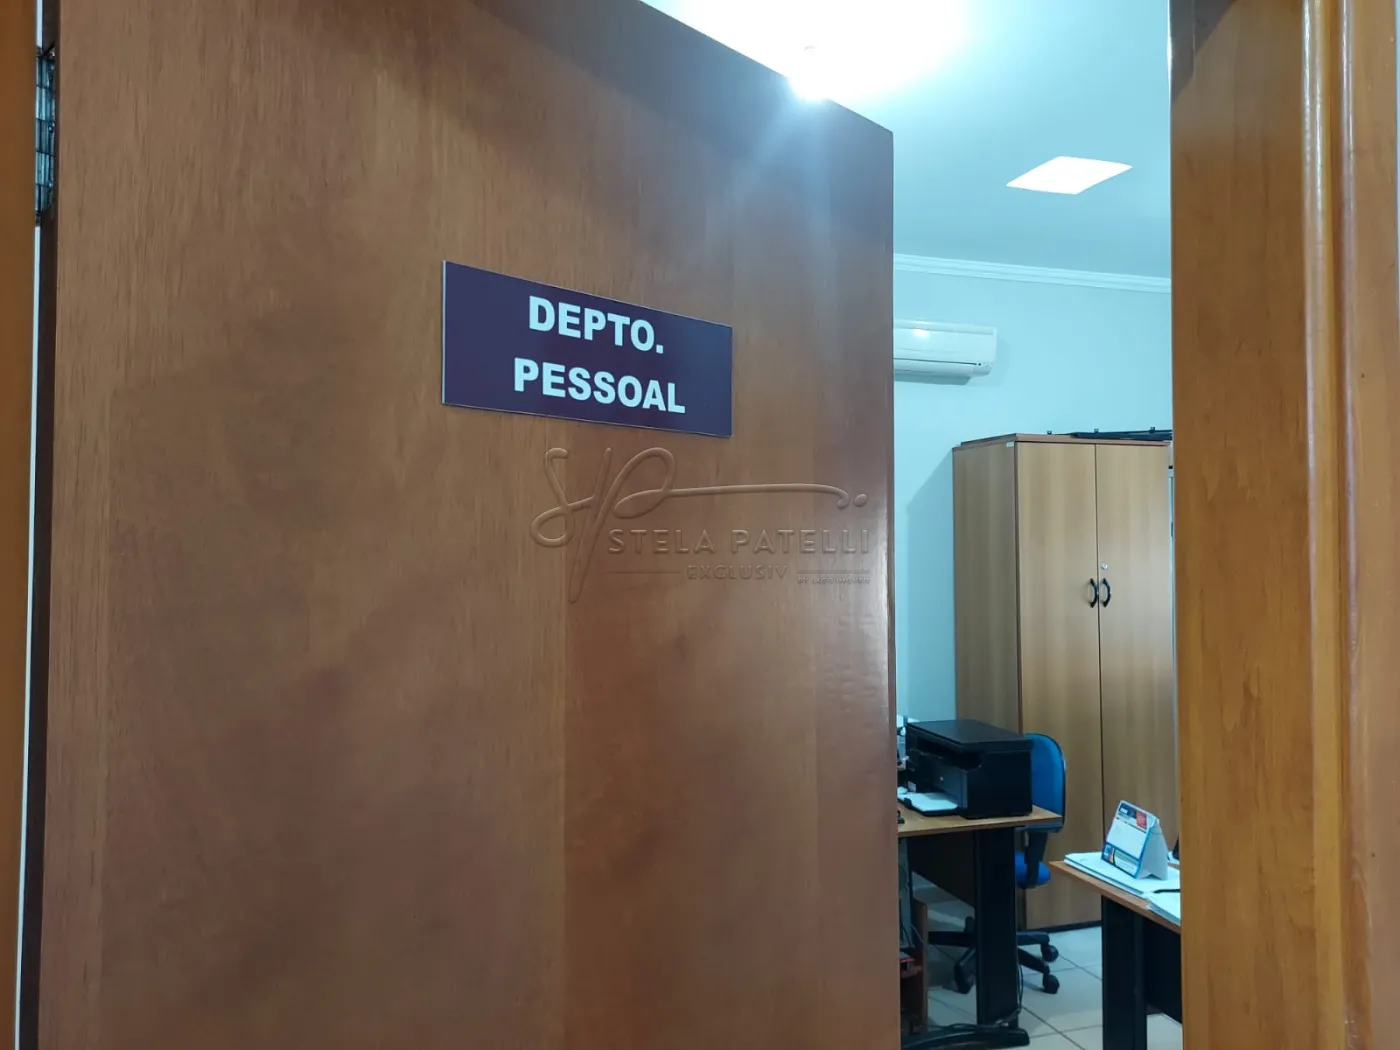 DEPTO.
PESSOAL
STELA PATELLI
EXCLUSIV